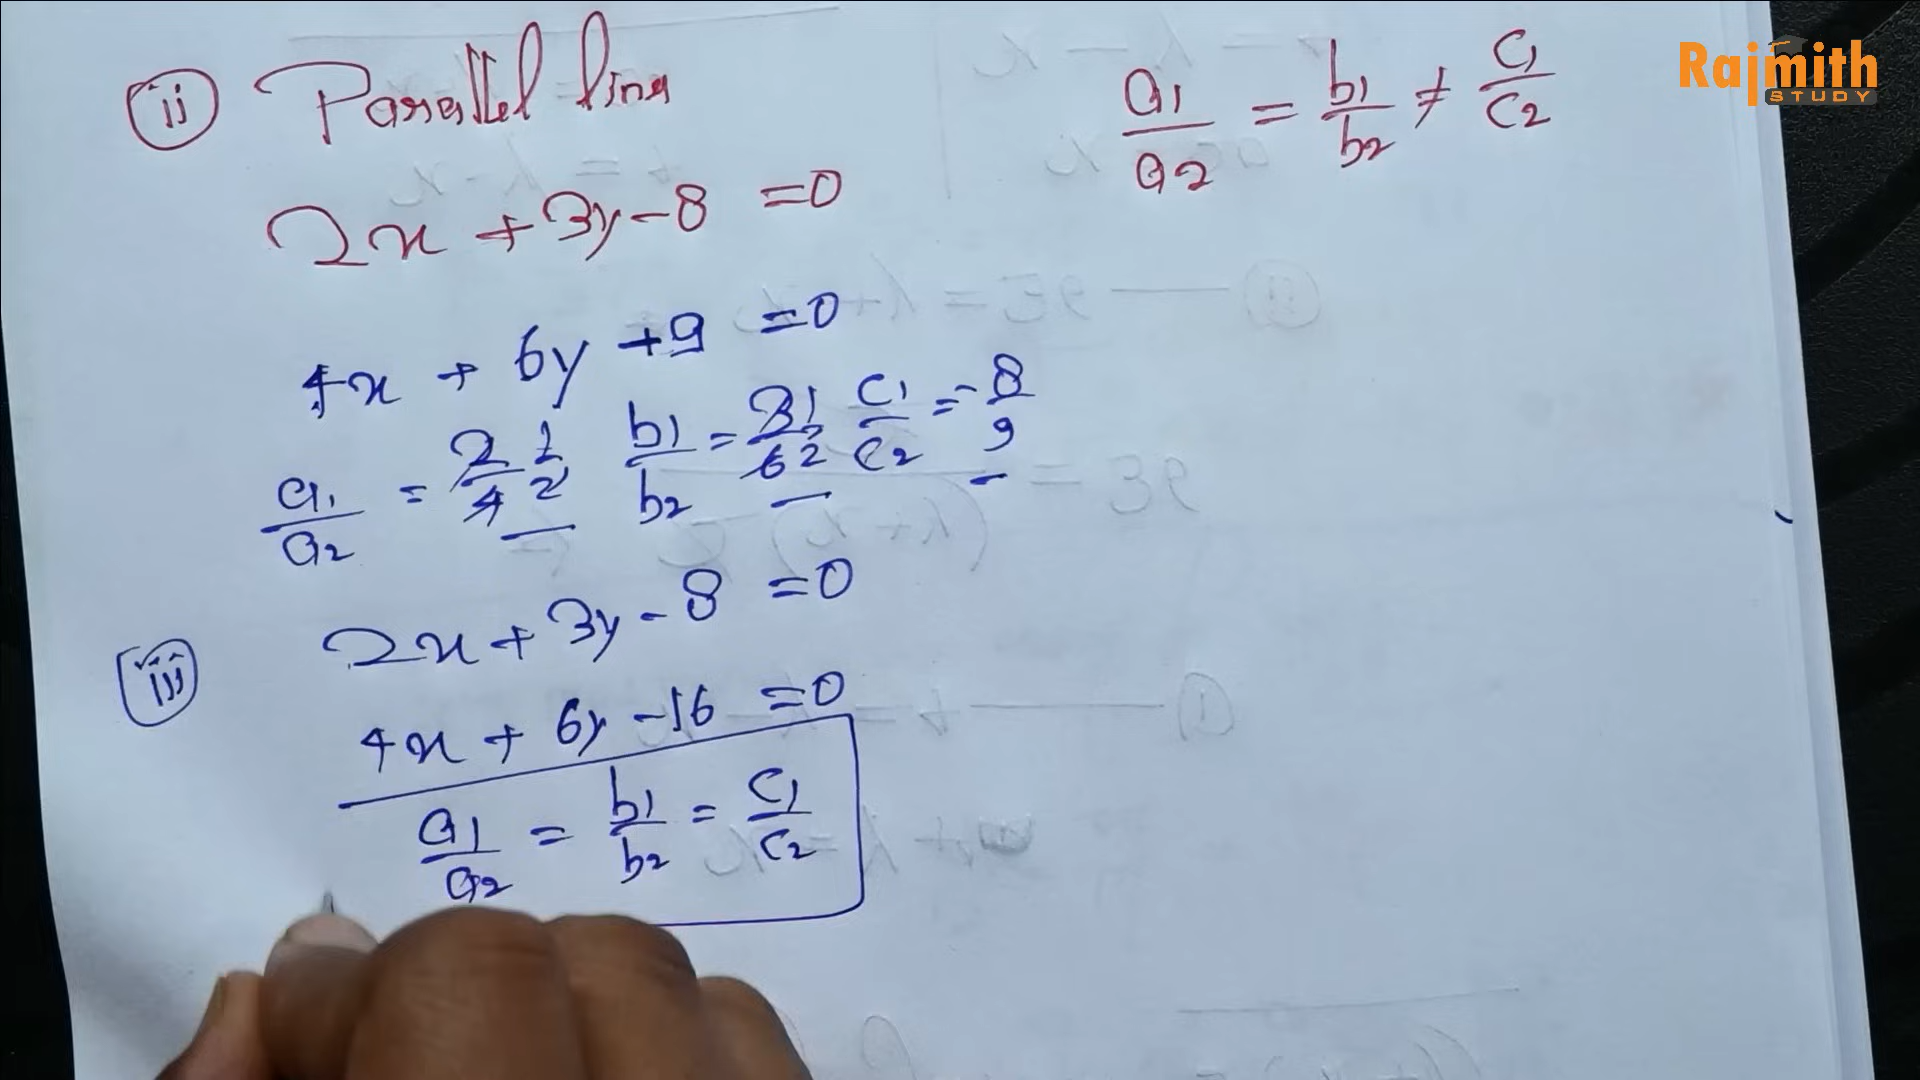 Rajmith
STUDY
(ii) Parallel line
a1/a2 = b1/b2 ≠ c1/c2
2x + 3y - 8 = 0
4x + 6y + 9 = 0
a1/a2 = 2/4 1/2 b1/b2 = 3/6 1/2 c1/c2 = -8/9
(iii) 2x + 3y - 8 = 0
4x + 6y - 16 = 0
a1/a2 = b1/b2 = c1/c2